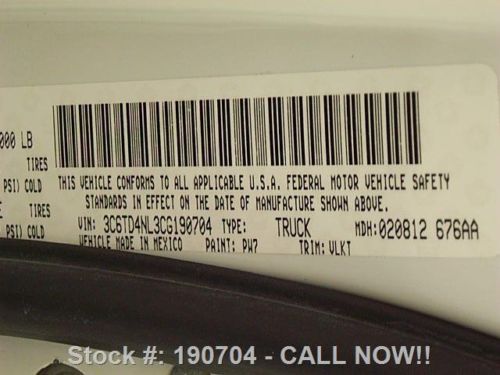 000 LB
TIRES
PSI) COLD
THIS VEHICLE CONFORMS TO ALL APPLICABLE U.S.A. FEDERAL MOTOR VEHICLE SAFETY
TIRES
STANDARDS IN EFFECT ON THE DATE OF MANUFACTURE SHOWN ABOVE.
PSI) COLD
VIN: 3C6TD4NL3CG190704 TYPE: TRUCK MDH: 020812 676AA
VEHICLE MADE IN MEXICO PAINT: PW7 TRIM: VLKT
Stock #: 190704 - CALL NOW!!